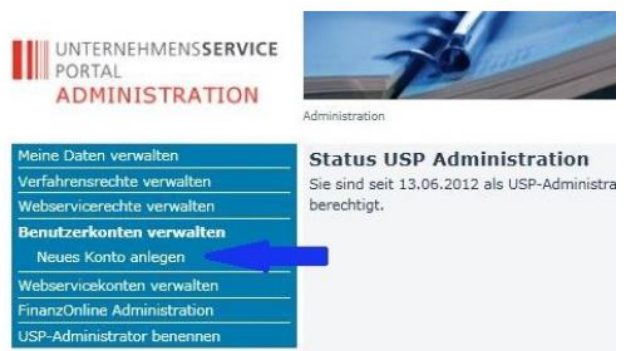 UNTERNEHMENSSERVICE
PORTAL
ADMINISTRATION
Administration
Meine Daten verwalten
Verfahrensrechte verwalten
Webservicerechte verwalten
Benutzerkonten verwalten
Neues Konto anlegen
Webservicekonten verwalten
FinanzOnline Administration
USP-Administrator benennen
Status USP Administration
Sie sind seit 13.06.2012 als USP-Administra
berechtigt.